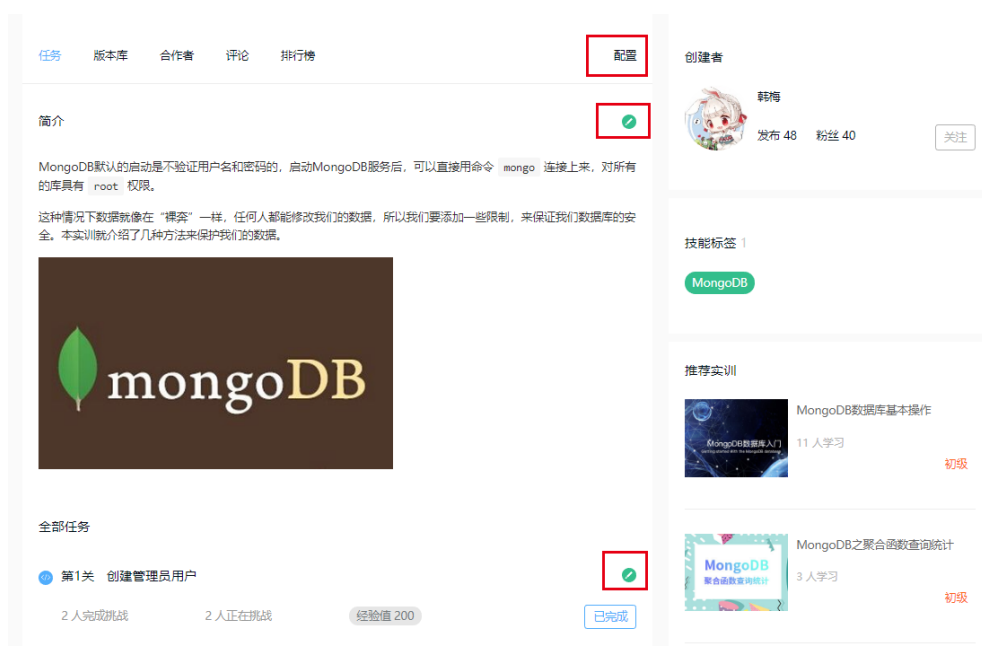 任务 版本库 合作者 评论 排行榜 配置
简介
MongoDB默认的启动是不验证用户名和密码的，启动MongoDB服务后，可以直接用命令 mongo 连接上来，对所有
的库具有 root 权限。
这种情况下数据就像在“裸奔”一样，任何人都能修改我们的数据，所以我们要添加一些限制，来保证我们数据库的安
全。本实训就介绍了几种方法来保护我们的数据。
mongoDB
全部任务
第1关 创建管理员用户
2 人完成挑战 2 人正在挑战 经验值 200 已完成
创建者
韩梅
发布 48 粉丝 40 关注
技能标签 1
MongoDB
推荐实训
MongoDB数据库入门
MongoDB数据库基本操作
11 人学习
初级
MongoDB
聚合函数查询统计
MongoDB之聚合函数查询统计
3 人学习
初级